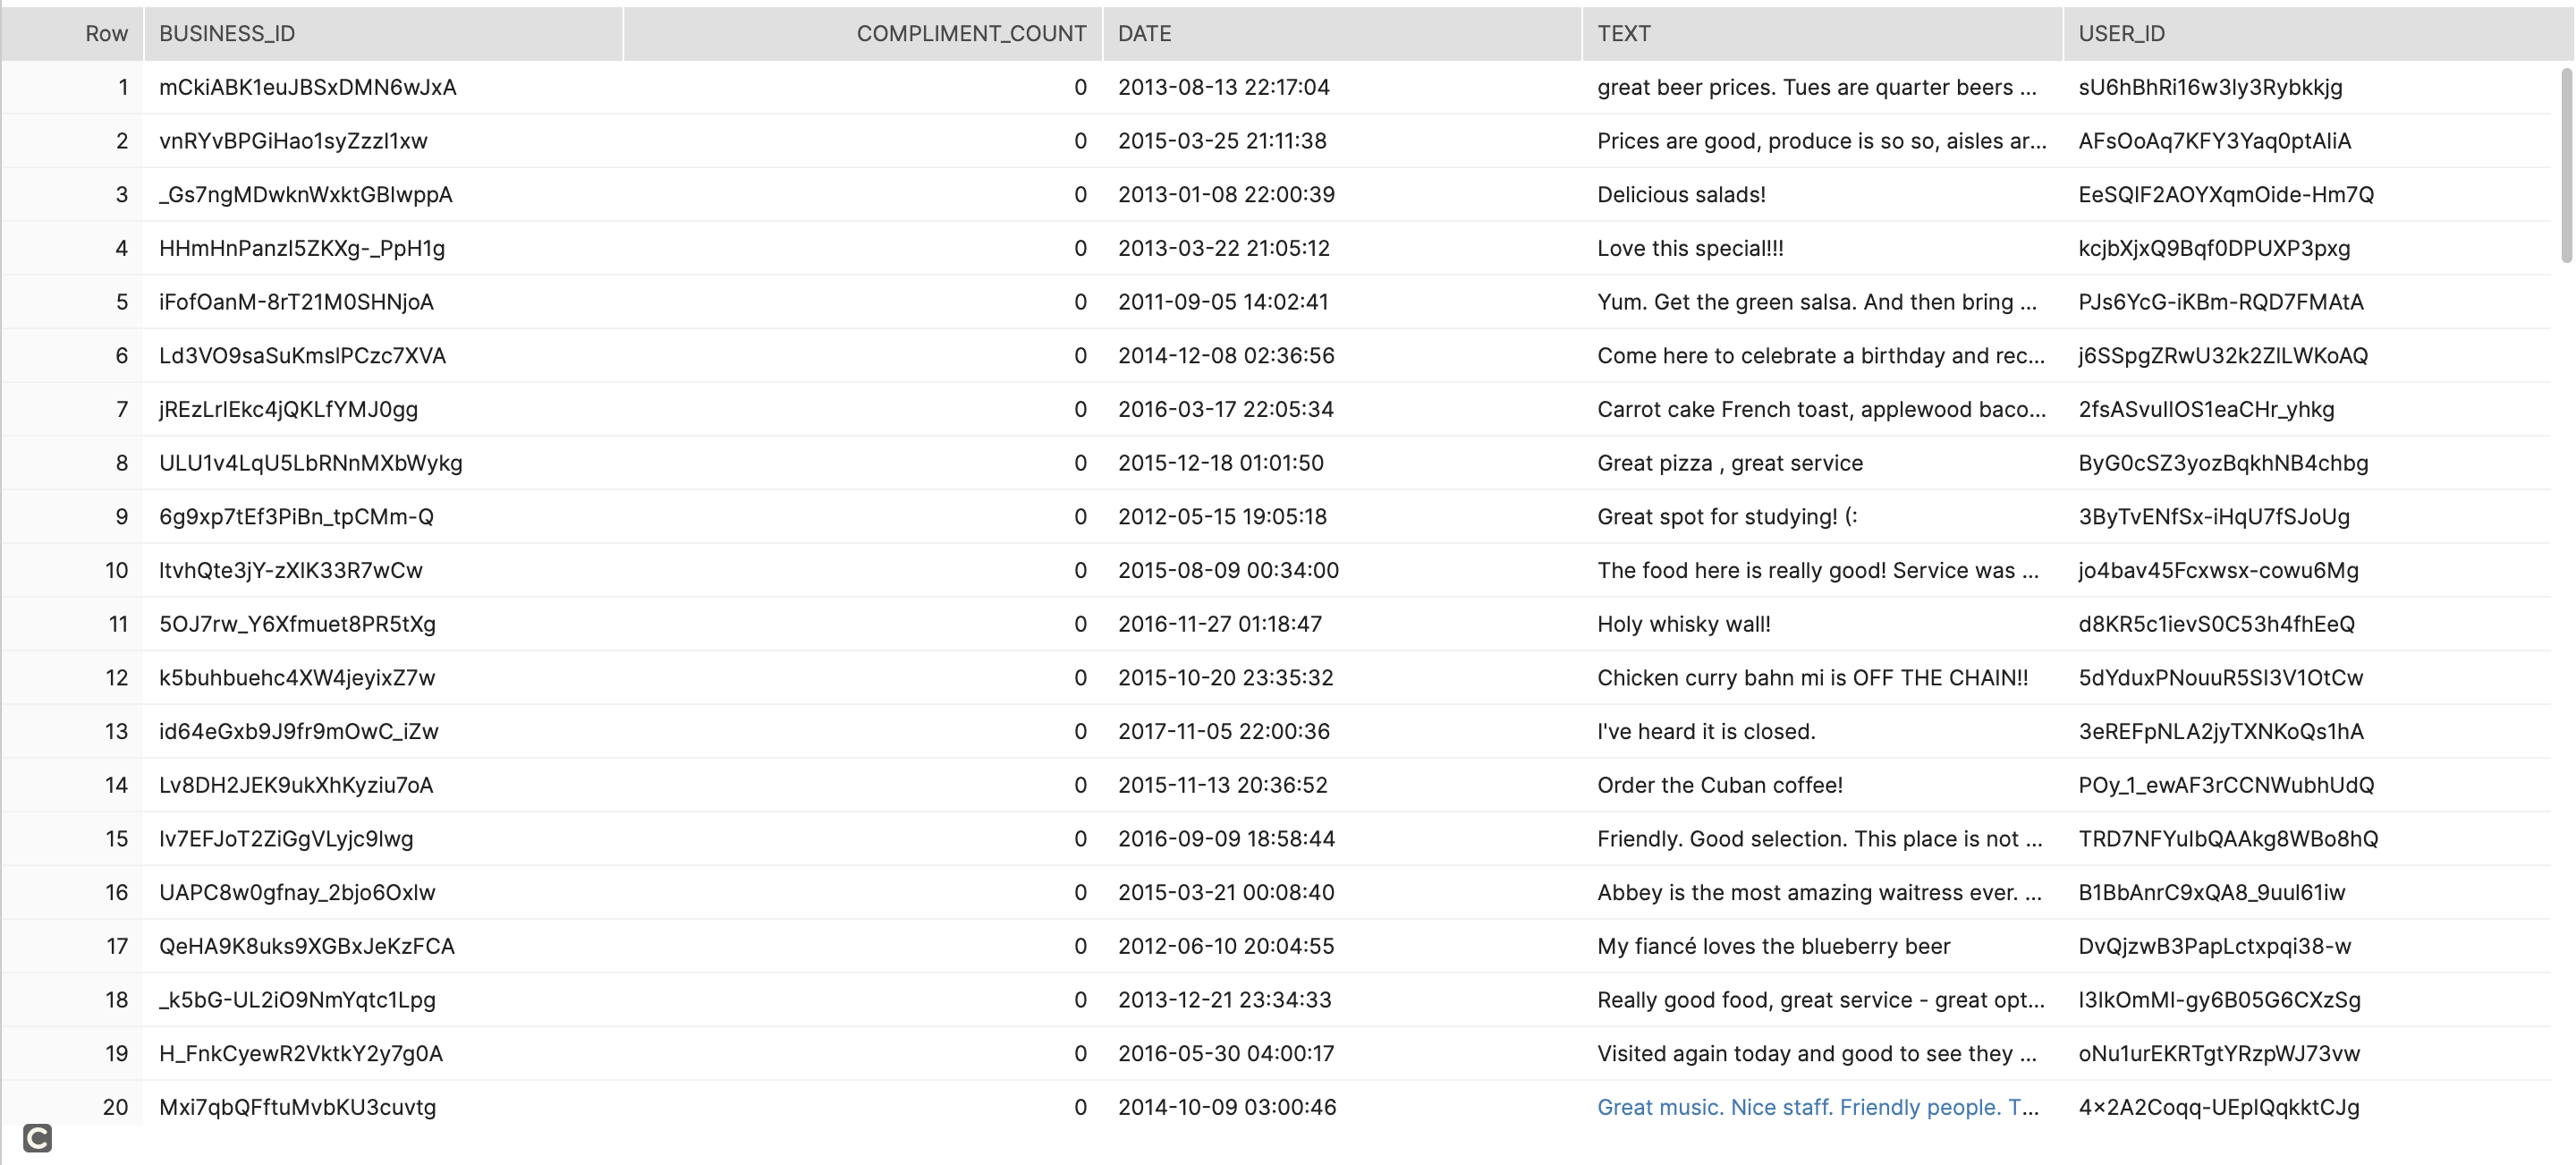 Row BUSINESS_ID COMPLIMENT_COUNT DATE TEXT USER_ID
1 mCkiABK1euJBSxDMN6wJxA 0 2013-08-13 22:17:04 great beer prices. Tues are quarter beers ... sU6hBhRi16w3ly3Rybkkjg
2 vnRYvBPGiHao1syZzzI1xw 0 2015-03-25 21:11:38 Prices are good, produce is so so, aisles ar... AFsOoAq7KFY3Yaq0ptAliA
3 _Gs7ngMDwknWxktGBIwppA 0 2013-01-08 22:00:39 Delicious salads! EeSQIF2AOYXqmOide-Hm7Q
4 HHmHnPanzI5ZKXg-_PpH1g 0 2013-03-22 21:05:12 Love this special!!! kcjbXjxQ9Bqf0DPUXP3pxg
5 iFofOanM-8rT21M0SHNjoA 0 2011-09-05 14:02:41 Yum. Get the green salsa. And then bring ... PJs6YcG-iKBm-RQD7FMAtA
6 Ld3VO9saSuKmslPCzc7XVA 0 2014-12-08 02:36:56 Come here to celebrate a birthday and rec... j6SSpgZRwU32k2ZlLWKoAQ
7 jREzLrIEkc4jQKLfYMJ0gg 0 2016-03-17 22:05:34 Carrot cake French toast, applewood baco... 2fsASvuIIOS1eaCHr_yhkg
8 ULU1v4LqU5LbRNnMXbWykg 0 2015-12-18 01:01:50 Great pizza , great service ByG0cSZ3yozBqkhNB4chbg
9 6g9xp7tEf3PiBn_tpCMm-Q 0 2012-05-15 19:05:18 Great spot for studying! (: 3ByTvENfSx-iHqU7fSJoUg
10 ltvhQte3jY-zXIK33R7wCw 0 2015-08-09 00:34:00 The food here is really good! Service was ... jo4bav45Fcxwsx-cowu6Mg
11 5OJ7rw_Y6Xfmuet8PR5tXg 0 2016-11-27 01:18:47 Holy whisky wall! d8KR5c1ievS0C53h4fhEeQ
12 k5buhbuehc4XW4jeyixZ7w 0 2015-10-20 23:35:32 Chicken curry bahn mi is OFF THE CHAIN!! 5dYduxPNouuR5SI3V1OtCw
13 id64eGxb9J9fr9mOwC_iZw 0 2017-11-05 22:00:36 I've heard it is closed. 3eREFpNLA2jyTXNKoQs1hA
14 Lv8DH2JEK9ukXhKyziu7oA 0 2015-11-13 20:36:52 Order the Cuban coffee! POy_1_ewAF3rCCNWubhUdQ
15 Iv7EFJoT2ZiGgVLyjc9lwg 0 2016-09-09 18:58:44 Friendly. Good selection. This place is not ... TRD7NFYuIbQAAkg8WBo8hQ
16 UAPC8w0gfnay_2bjo6Oxlw 0 2015-03-21 00:08:40 Abbey is the most amazing waitress ever. ... B1BbAnrC9xQA8_9uul61iw
17 QeHA9K8uks9XGBxJeKzFCA 0 2012-06-10 20:04:55 My fiancé loves the blueberry beer DvQjzwB3PapLctxpqi38-w
18 _k5bG-UL2iO9NmYqtc1Lpg 0 2013-12-21 23:34:33 Really good food, great service - great opt... I3IkOmMI-gy6B05G6CXzSg
19 H_FnkCyewR2VktkY2y7g0A 0 2016-05-30 04:00:17 Visited again today and good to see they ... oNu1urEKRTgtYRzpWJ73vw
20 Mxi7qbQFftuMvbKU3cuvtg 0 2014-10-09 03:00:46 Great music. Nice staff. Friendly people. T... 4×2A2Coqq-UEplQqkktCJg
C